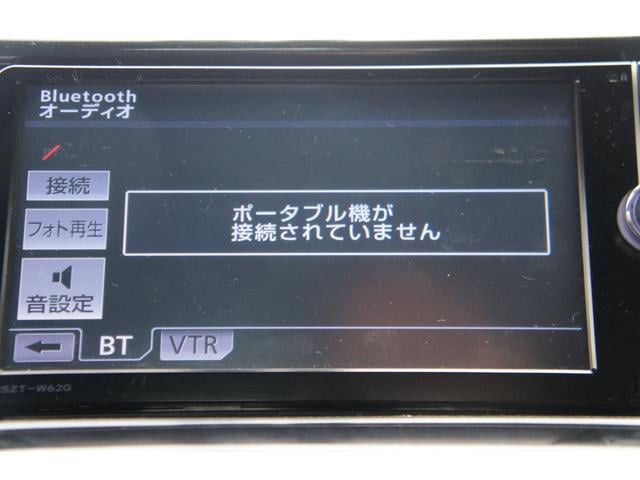 Bluetooth
オーディオ
接続
フォト再生
音設定
ポータブル機が
接続されていません
BT
VTR
SZT-W62G